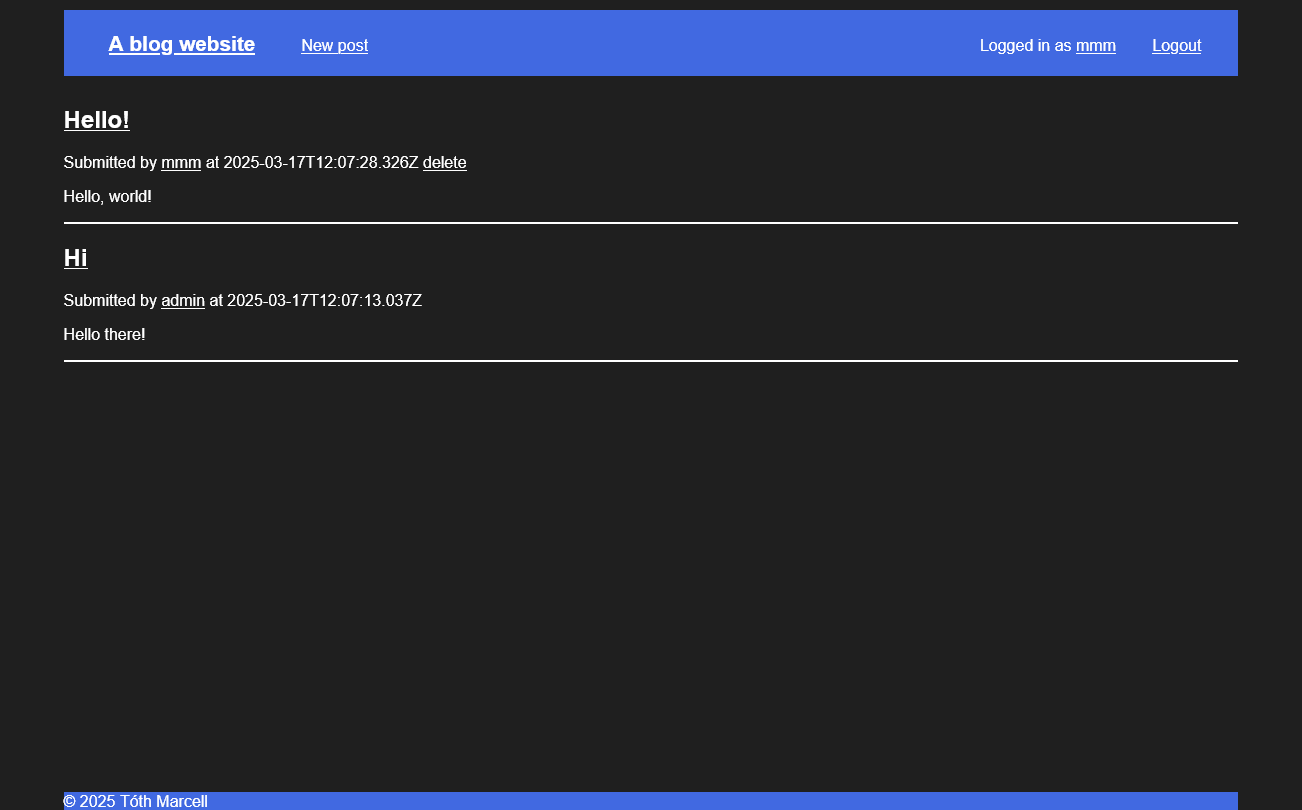 A blog website New post Logged in as mmm Logout
Hello!
Submitted by mmm at 2025-03-17T12:07:28.326Z delete
Hello, world!
Hi
Submitted by admin at 2025-03-17T12:07:13.037Z
Hello there!
© 2025 Tóth Marcell